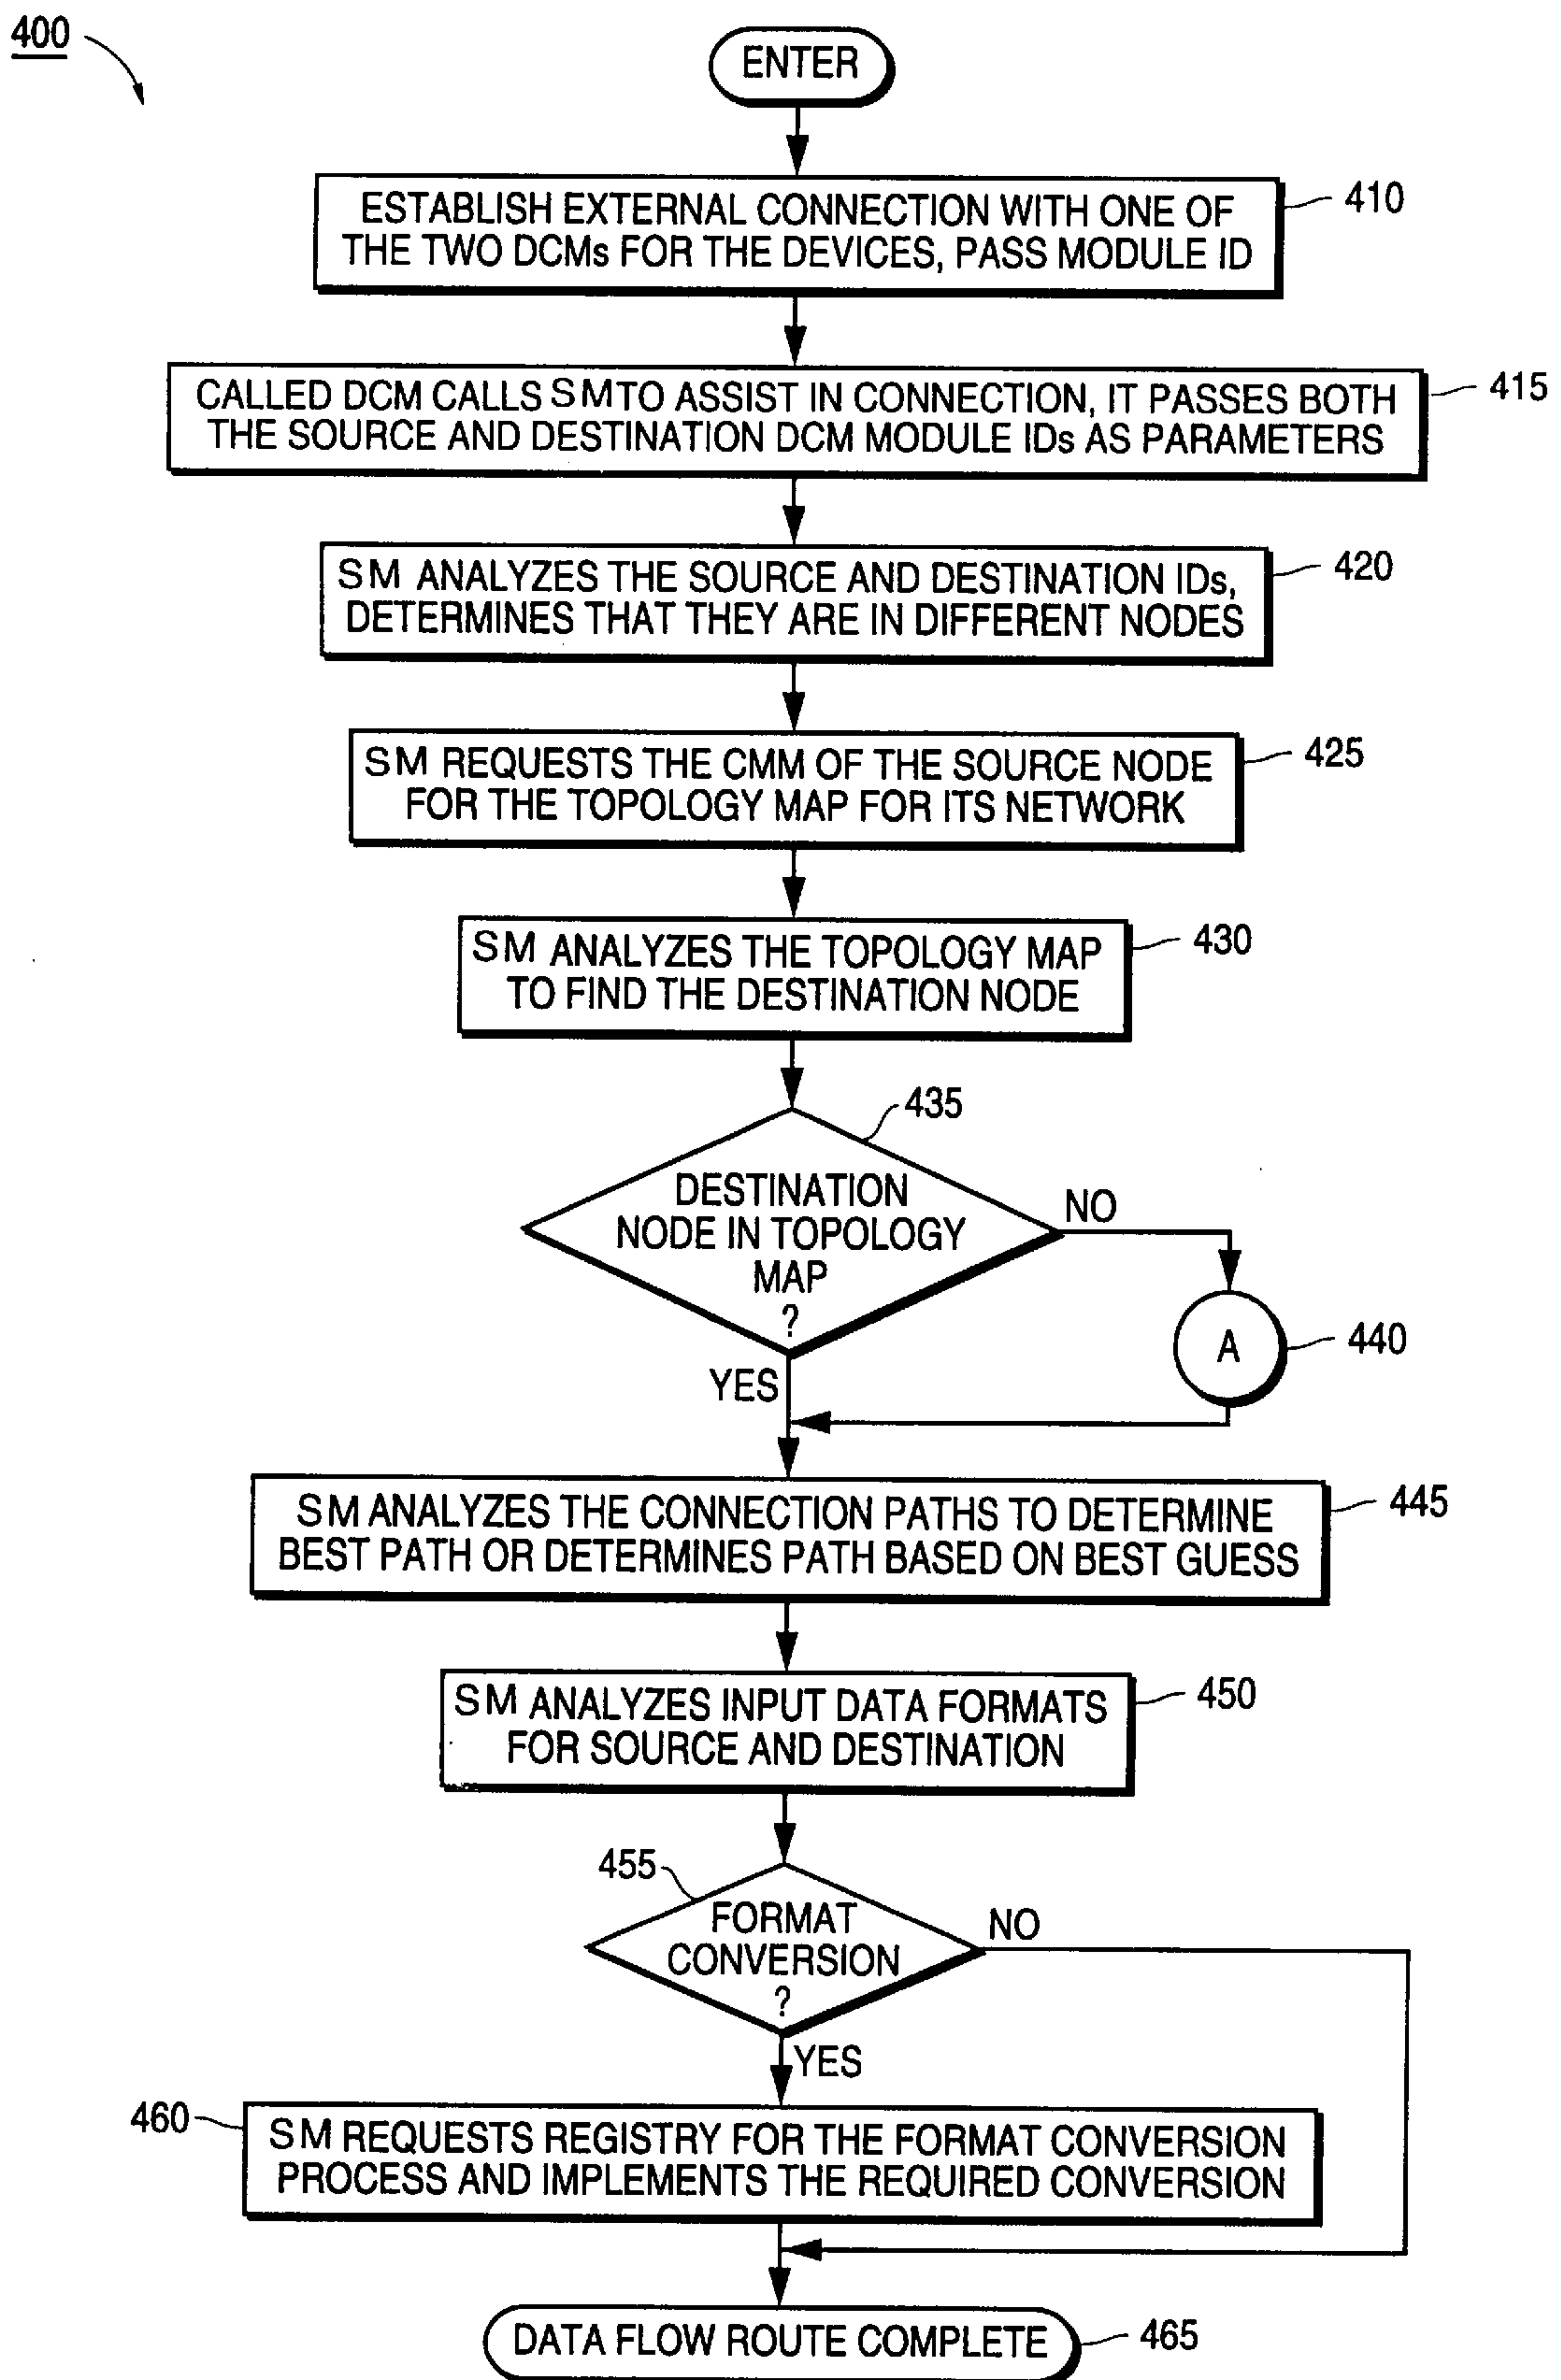 400
ENTER
ESTABLISH EXTERNAL CONNECTION WITH ONE OF
THE TWO DCMs FOR THE DEVICES, PASS MODULE ID
410
CALLED DCM CALLS SM TO ASSIST IN CONNECTION, IT PASSES BOTH
THE SOURCE AND DESTINATION DCM MODULE IDs AS PARAMETERS
415
SM ANALYZES THE SOURCE AND DESTINATION IDs,
DETERMINES THAT THEY ARE IN DIFFERENT NODES
420
SM REQUESTS THE CMM OF THE SOURCE NODE
FOR THE TOPOLOGY MAP FOR ITS NETWORK
425
SM ANALYZES THE TOPOLOGY MAP
TO FIND THE DESTINATION NODE
430
435
DESTINATION
NODE IN TOPOLOGY
MAP
?
NO
A
440
YES
SM ANALYZES THE CONNECTION PATHS TO DETERMINE
BEST PATH OR DETERMINES PATH BASED ON BEST GUESS
445
SM ANALYZES INPUT DATA FORMATS
FOR SOURCE AND DESTINATION
450
455
FORMAT
CONVERSION
?
NO
YES
460
SM REQUESTS REGISTRY FOR THE FORMAT CONVERSION
PROCESS AND IMPLEMENTS THE REQUIRED CONVERSION
DATA FLOW ROUTE COMPLETE
465